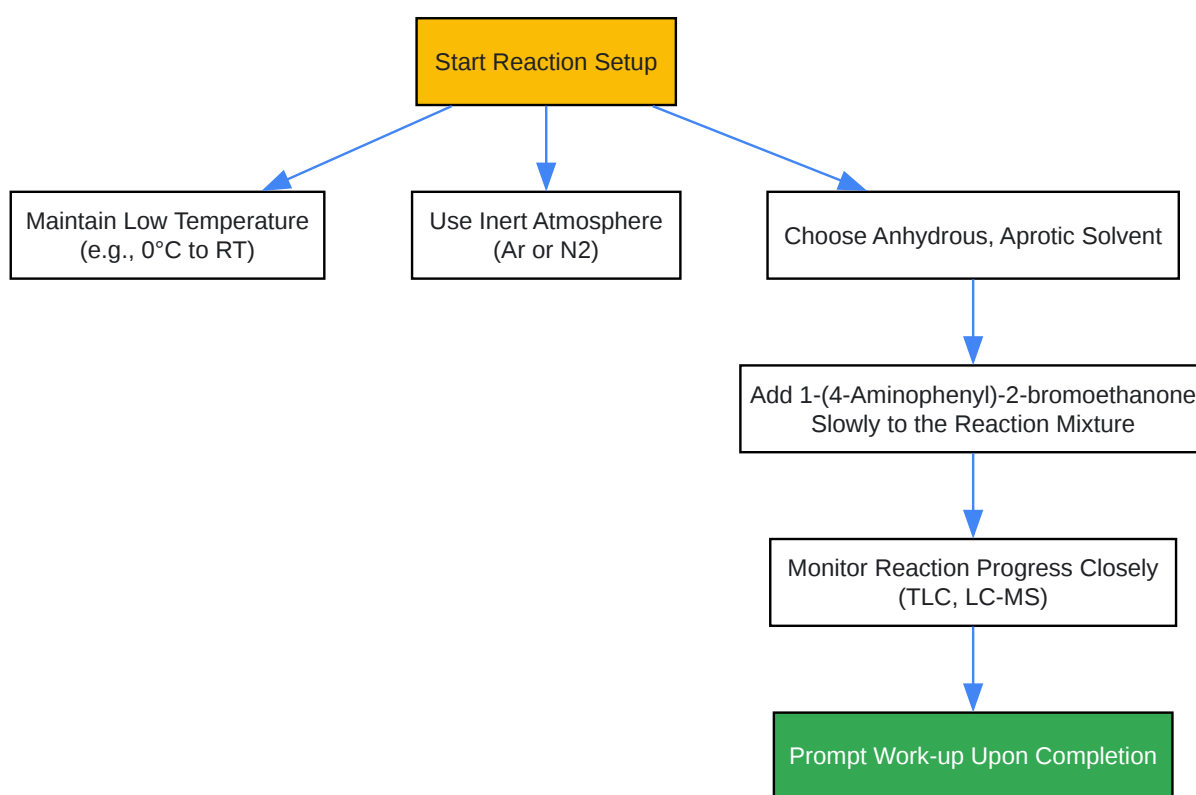 Start Reaction Setup
Maintain Low Temperature
(e.g., 0°C to RT)
Use Inert Atmosphere
(Ar or N2)
Choose Anhydrous, Aprotic Solvent
Add 1-(4-Aminophenyl)-2-bromoethanone
Slowly to the Reaction Mixture
Monitor Reaction Progress Closely
(TLC, LC-MS)
Prompt Work-up Upon Completion